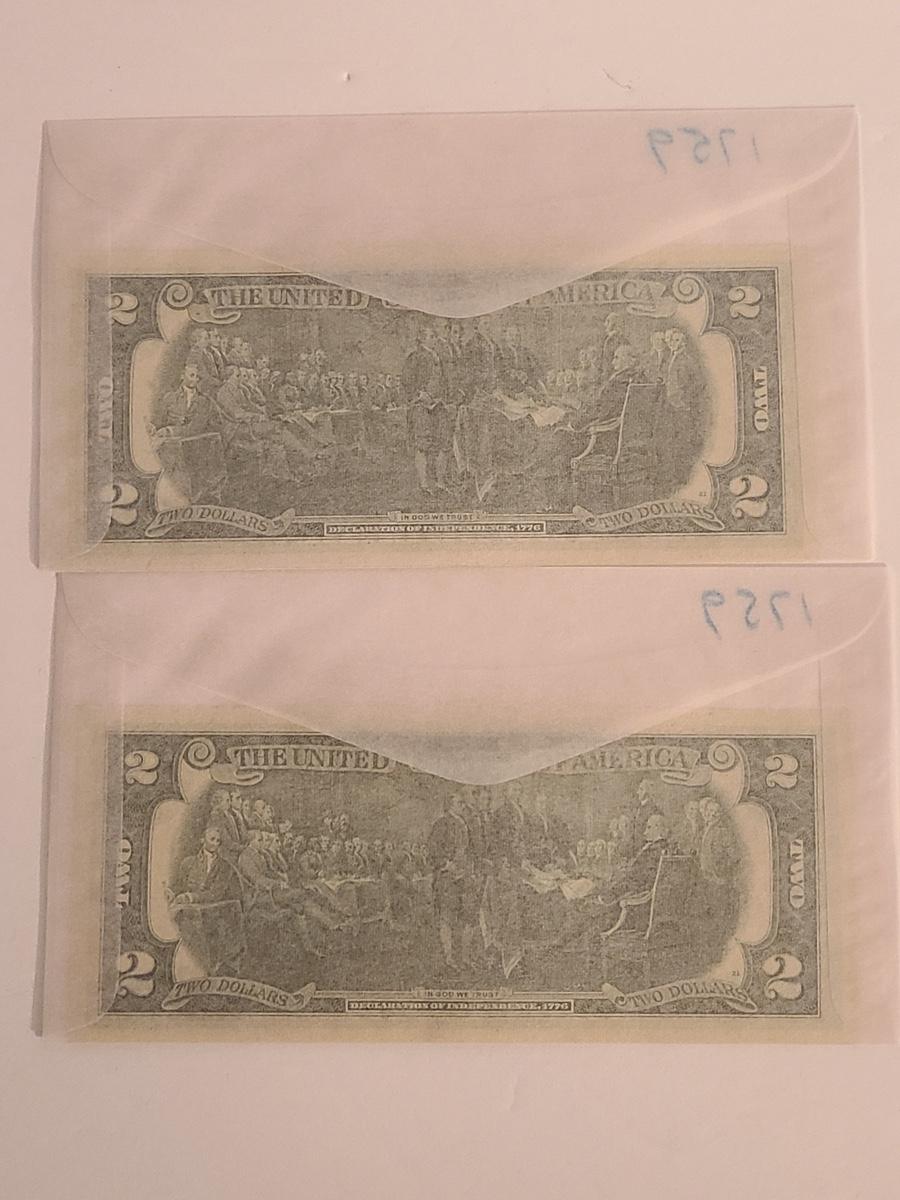 1759
THE UNITED AMERICA
2 2
TWO TWO
2 2
TWO DOLLARS IN GOD WE TRUST TWO DOLLARS
DECLARATION OF INDEPENDENCE, 1776
1759
THE UNITED AMERICA
2 2
TWO TWO
2 2
TWO DOLLARS IN GOD WE TRUST TWO DOLLARS
DECLARATION OF INDEPENDENCE, 1776